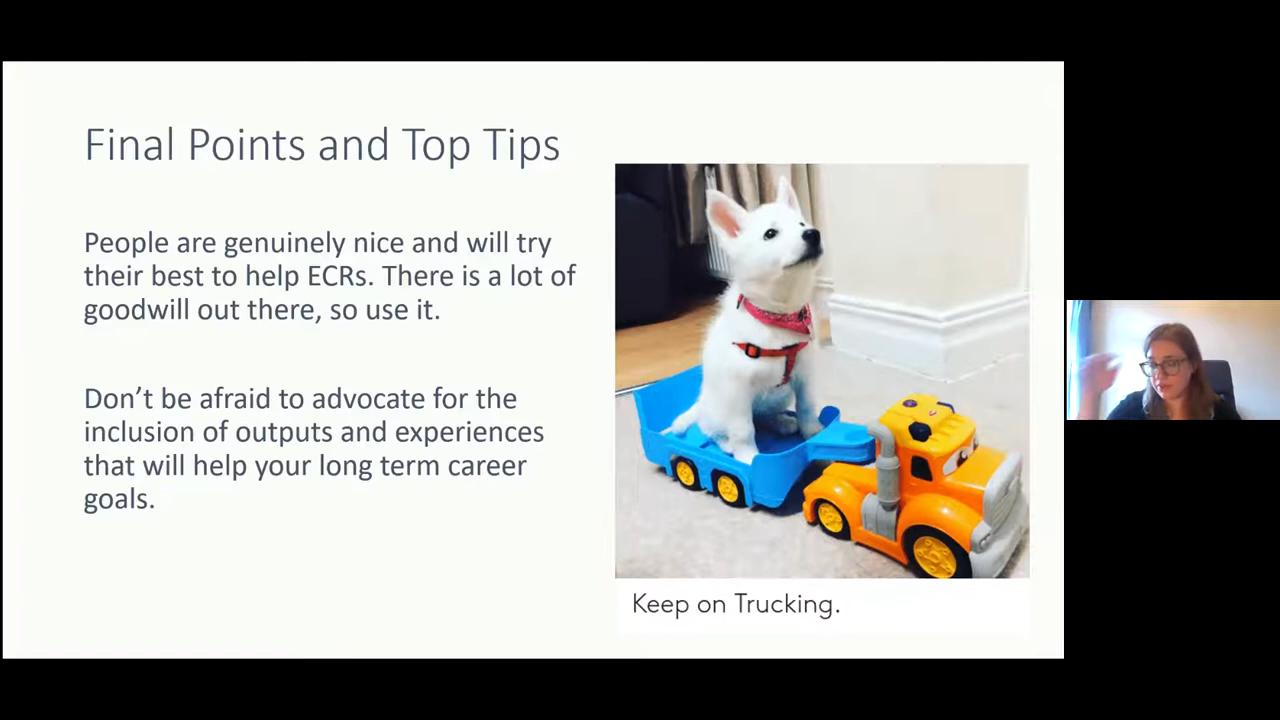 Final Points and Top Tips
People are genuinely nice and will try
their best to help ECRs. There is a lot of
goodwill out there, so use it.
Don’t be afraid to advocate for the
inclusion of outputs and experiences
that will help your long term career
goals.
Keep on Trucking.